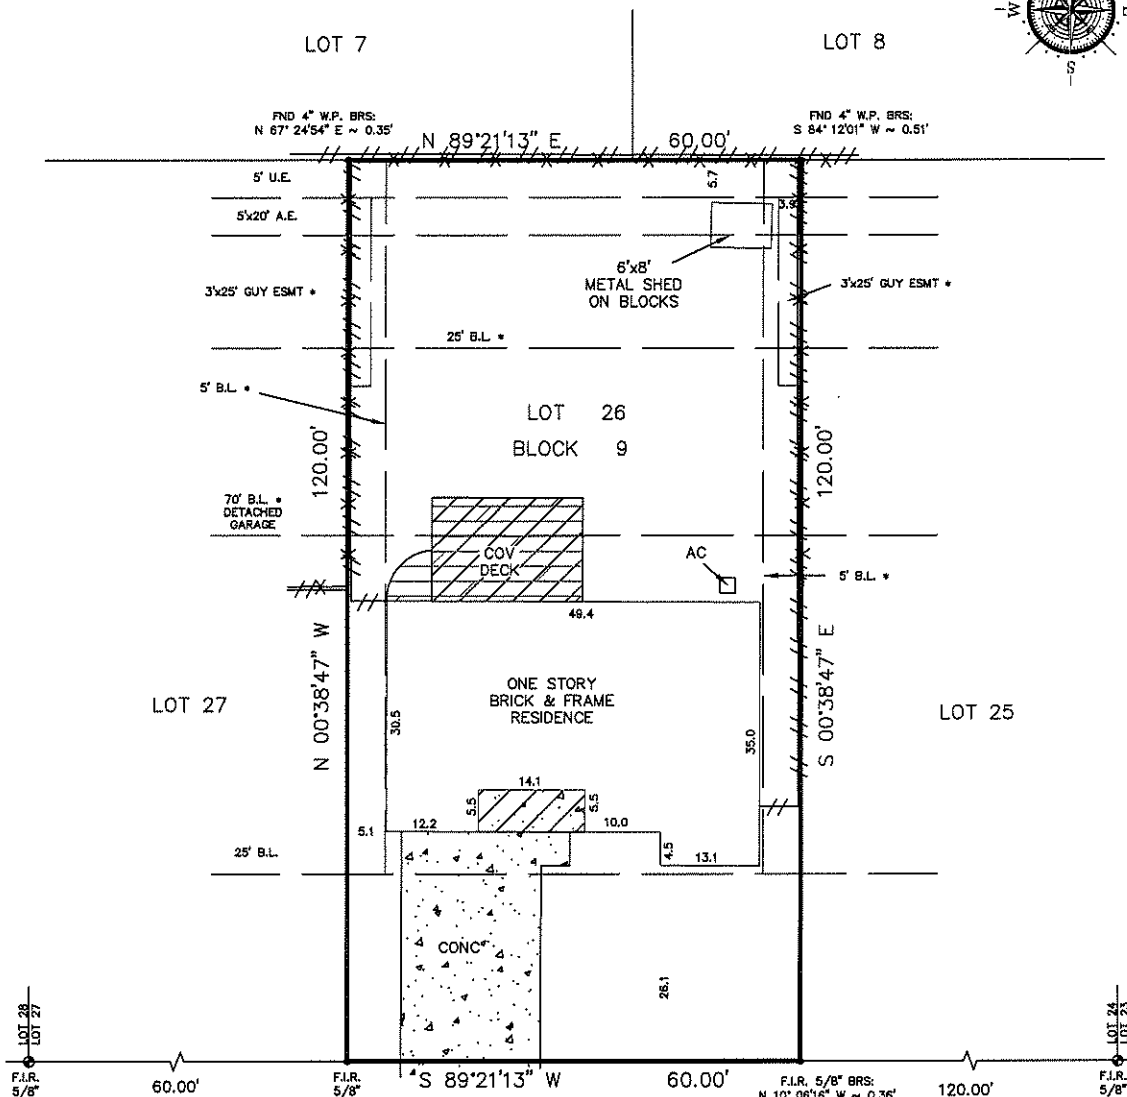 W
E
S
LOT 7
LOT 8
FND 4" W.P. BRS:
N 67° 24'54" E ~ 0.35'
FND 4" W.P. BRS:
S 84° 12'01" W ~ 0.51'
N 89°21'13" E
60.00'
5' U.E.
5.7
5'x20' A.E.
3.9
6'x8'
METAL SHED
ON BLOCKS
3'x25' GUY ESMT *
3'x25' GUY ESMT *
25' B.L. *
5' B.L. *
LOT 26
BLOCK 9
120.00'
120.00'
70' B.L. *
DETACHED
GARAGE
COV
DECK
AC
5' B.L. *
49.4
N 00°38'47" W
S 00°38'47" E
ONE STORY
BRICK & FRAME
RESIDENCE
LOT 27
LOT 25
30.5
35.0
14.1
5.5
5.5
12.2
10.0
5.1
4.5
13.1
25' B.L.
CONC
26.1
LOT 28
LOT 27
LOT 24
LOT 23
F.I.R.
5/8"
60.00'
F.I.R.
5/8"
S 89°21'13" W
60.00'
F.I.R. 5/8" BRS:
N 10° 06'16" W ~ 0.36'
120.00'
F.I.R.
5/8"